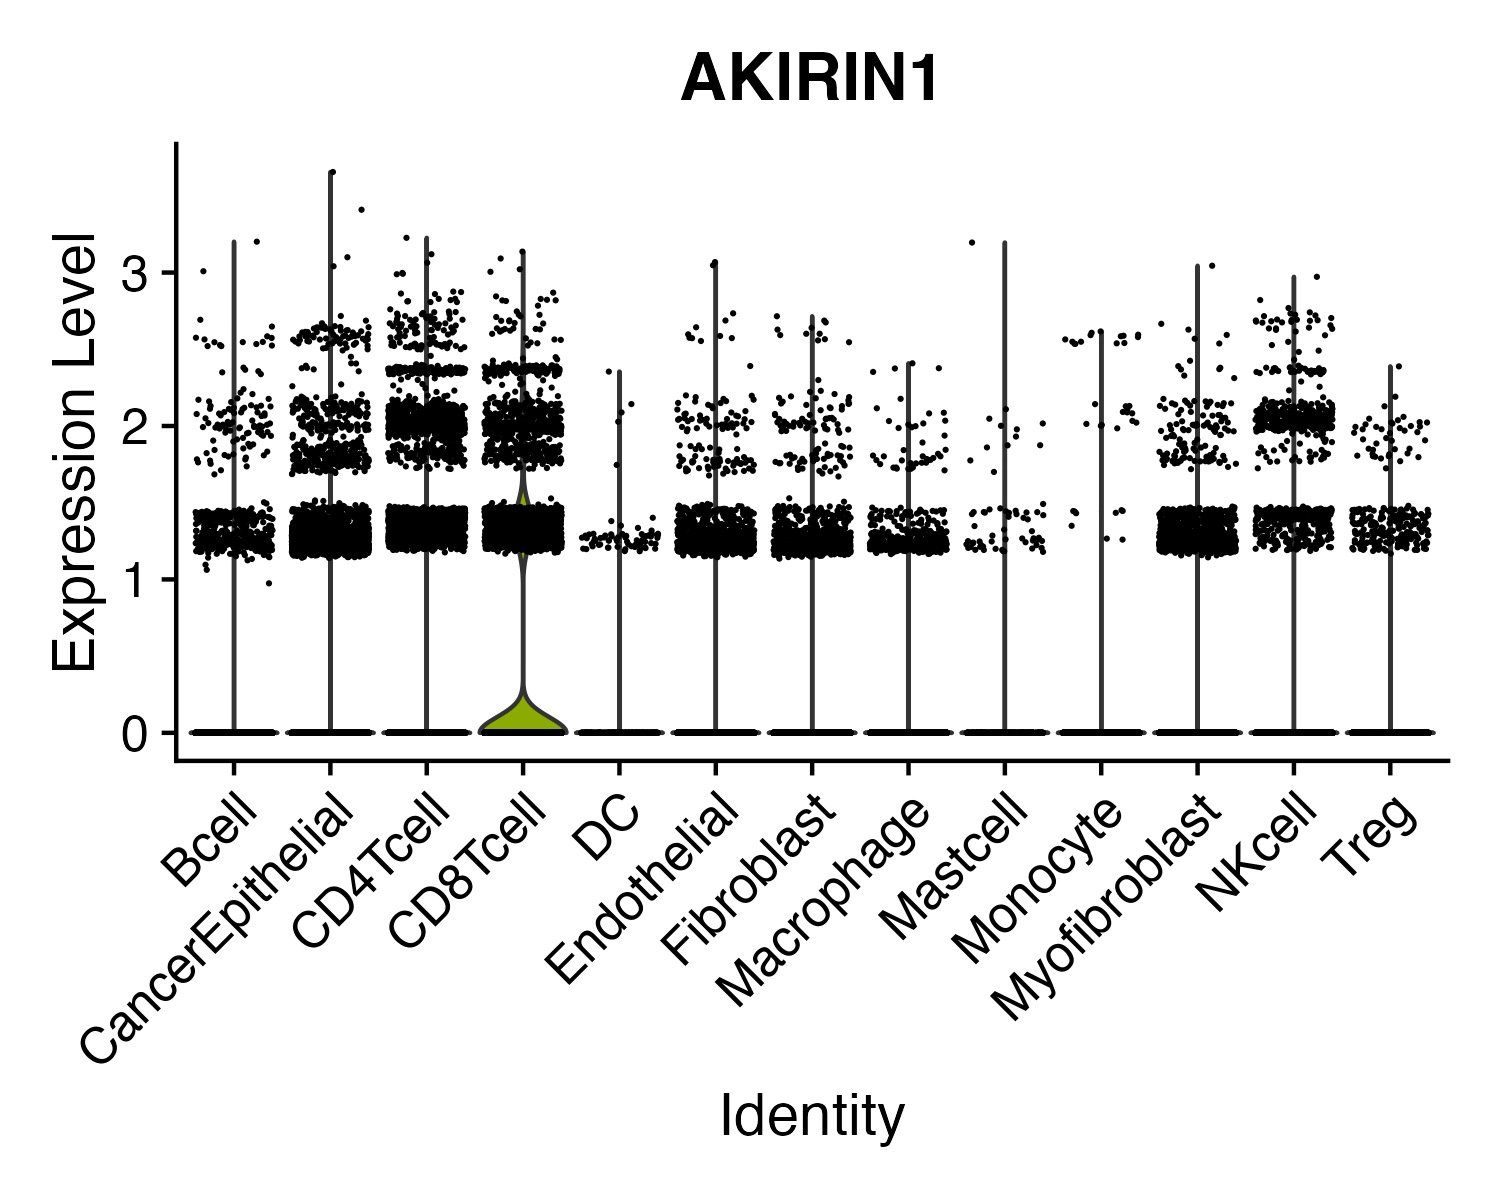 AKIRIN1
Expression Level
3
2
1
0
Bcell
CancerEpithelial
CD4Tcell
CD8Tcell
DC
Endothelial
Fibroblast
Macrophage
Mastcell
Monocyte
Myofibroblast
NKcell
Treg
Identity